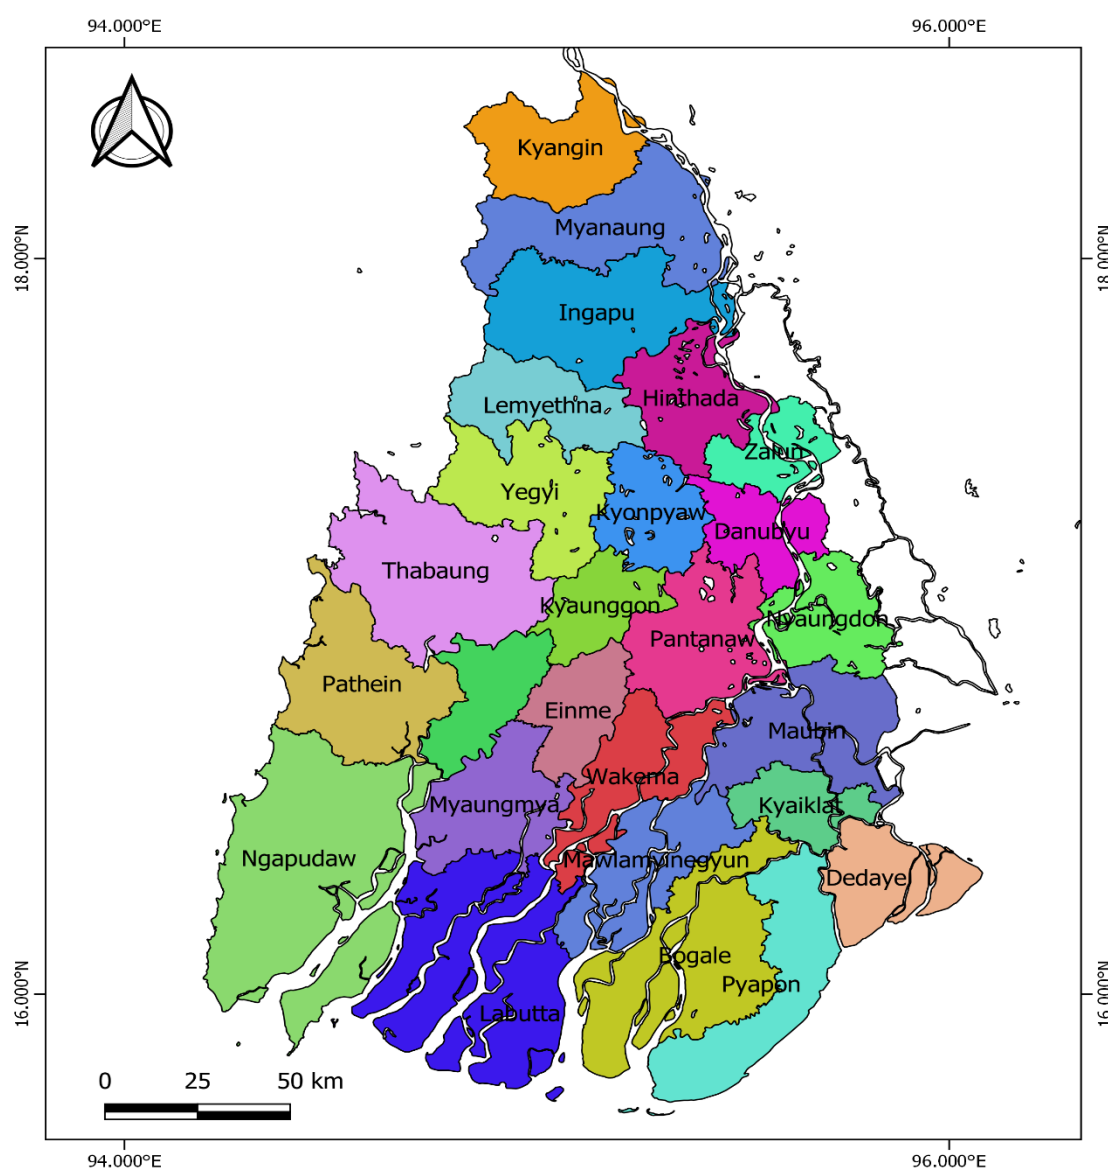 94.000°E
96.000°E
18.000°N
18.000°N
Kyangin
Myanaung
Ingapu
Hinthada
Lemyethna
Zalun
Yegyi
Kyonpyaw
Danubyu
Thabaung
Kyaunggon
Nyaungdon
Pantanaw
Pathein
Einme
Maubin
Wakema
Myaungmya
Kyaiklat
Ngapudaw
Mawlamyinegyun
Dedaye
Bogale
Pyapon
16.000°N
16.000°N
Labutta
0 25 50 km
94.000°E
96.000°E